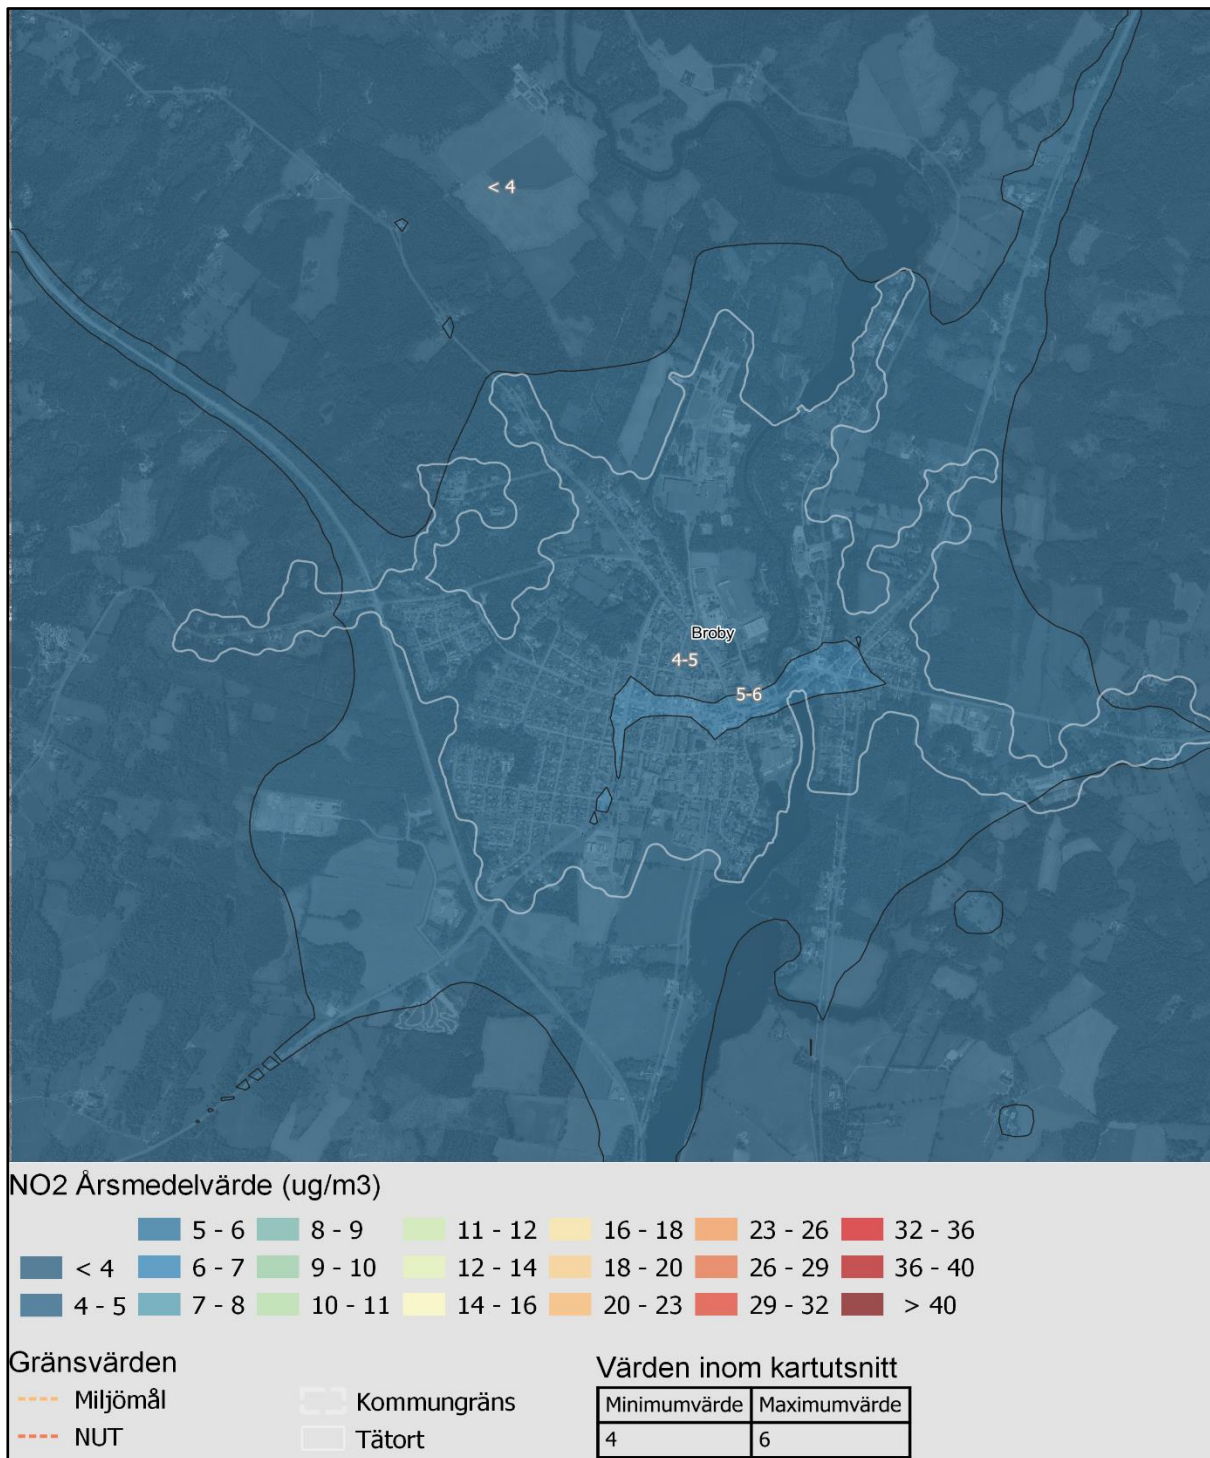 < 4
Broby
4-5
5-6
NO2 Årsmedelvärde (ug/m3)
5 - 6 8 - 9 11 - 12 16 - 18 23 - 26 32 - 36
< 4 6 - 7 9 - 10 12 - 14 18 - 20 26 - 29 36 - 40
4 - 5 7 - 8 10 - 11 14 - 16 20 - 23 29 - 32 > 40
Gränsvärden
Miljömål
NUT
Kommungräns
Tätort
Värden inom kartutsnitt
Minimumvärde Maximumvärde
4 6